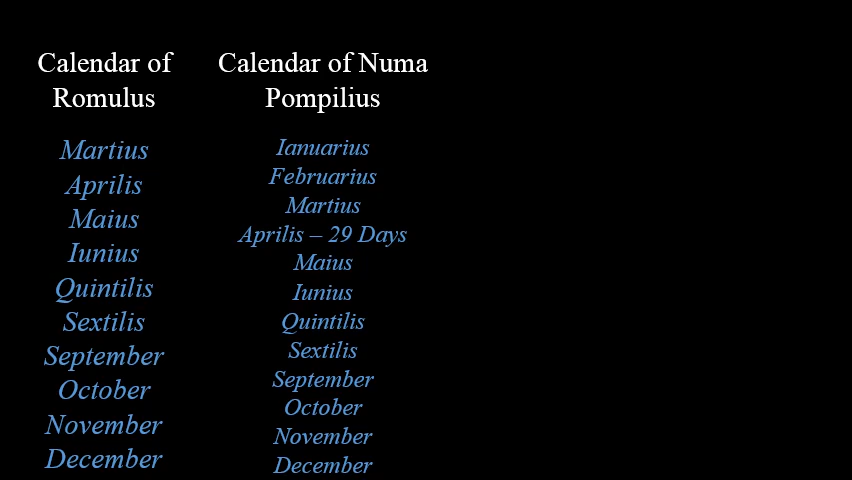 Calendar of
Romulus
Martius
Aprilis
Maius
Iunius
Quintilis
Sextilis
September
October
November
December
Calendar of Numa
Pompilius
Ianuarius
Februarius
Martius
Aprilis – 29 Days
Maius
Iunius
Quintilis
Sextilis
September
October
November
December